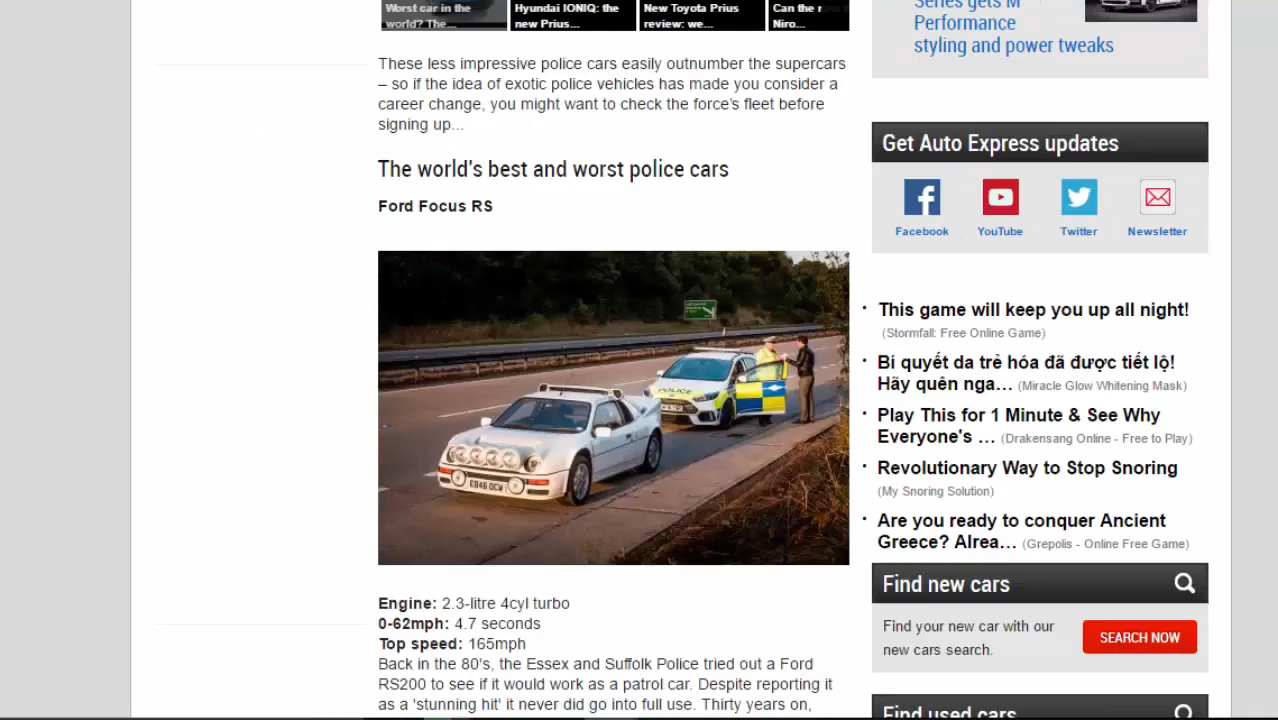 Worst car in the
world? The...
Hyundai IONIQ: the
new Prius...
New Toyota Prius
review: we...
Can the
Niro...
Series gets M
Performance
styling and power tweaks
These less impressive police cars easily outnumber the supercars
– so if the idea of exotic police vehicles has made you consider a
career change, you might want to check the force's fleet before
signing up...
The world's best and worst police cars
Ford Focus RS
POLICE
E846 OCW
Engine: 2.3-litre 4cyl turbo
0-62mph: 4.7 seconds
Top speed: 165mph
Back in the 80's, the Essex and Suffolk Police tried out a Ford
RS200 to see if it would work as a patrol car. Despite reporting it
as a 'stunning hit' it never did go into full use. Thirty years on,
Get Auto Express updates
Facebook
YouTube
Twitter
Newsletter
This game will keep you up all night!
(Stormfall: Free Online Game)
Bí quyết da trẻ hóa đã được tiết lộ!
Hãy quên nga… (Miracle Glow Whitening Mask)
Play This for 1 Minute & See Why
Everyone's … (Drakensang Online - Free to Play)
Revolutionary Way to Stop Snoring
(My Snoring Solution)
Are you ready to conquer Ancient
Greece? Alrea… (Grepolis - Online Free Game)
Find new cars
Find your new car with our
new cars search.
SEARCH NOW
Find used cars